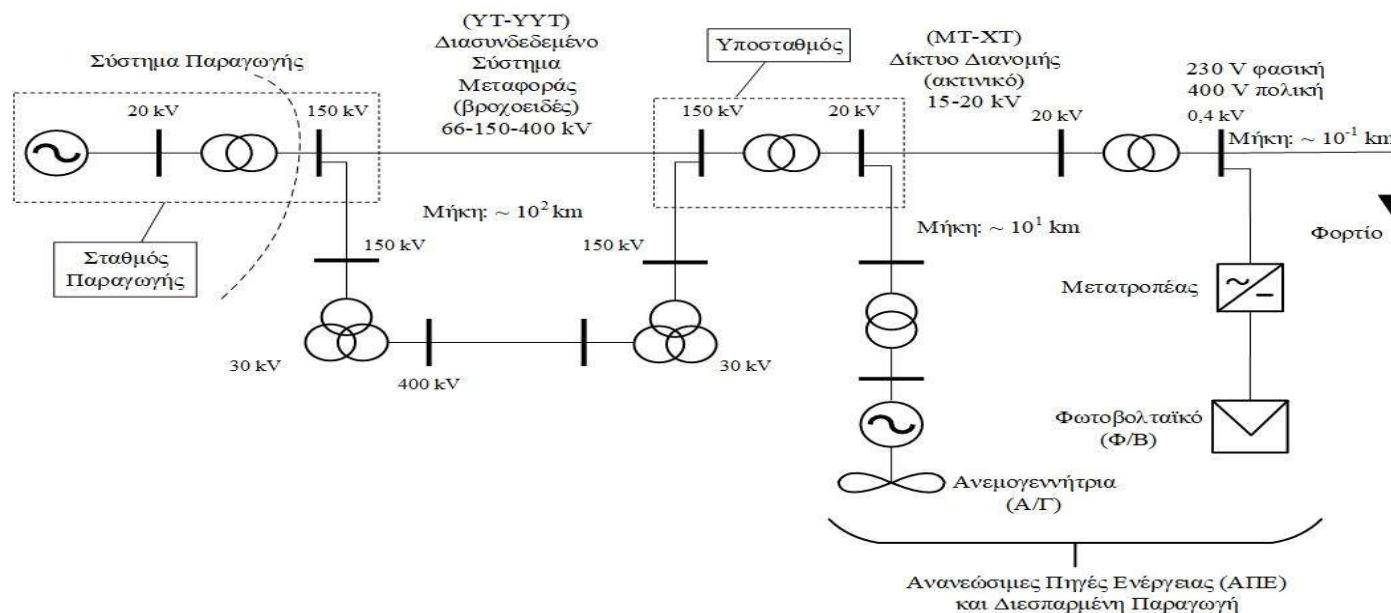 (ΥΤ-ΥΥΤ)
Διασυνδεδεμένο
Σύστημα
Μεταφοράς
(βροχοειδές)
66-150-400 kV
Υποσταθμός
(ΜΤ-ΧΤ)
Δίκτυο Διανομής
(ακτινικό)
15-20 kV
230 V φασική
400 V πολική
Σύστημα Παραγωγής
20 kV
150 kV
150 kV
20 kV
20 kV
0,4 kV
Μήκη: ~ 10-1 km
Μήκη: ~ 102 km
Μήκη: ~ 101 km
Φορτίο
Σταθμός
Παραγωγής
150 kV
150 kV
Μετατροπέας
30 kV
400 kV
30 kV
Φωτοβολταϊκό
(Φ/Β)
Ανεμογεννήτρια
(Α/Γ)
Ανανεώσιμες Πηγές Ενέργειας (ΑΠΕ)
και Διεσπαρμένη Παραγωγή